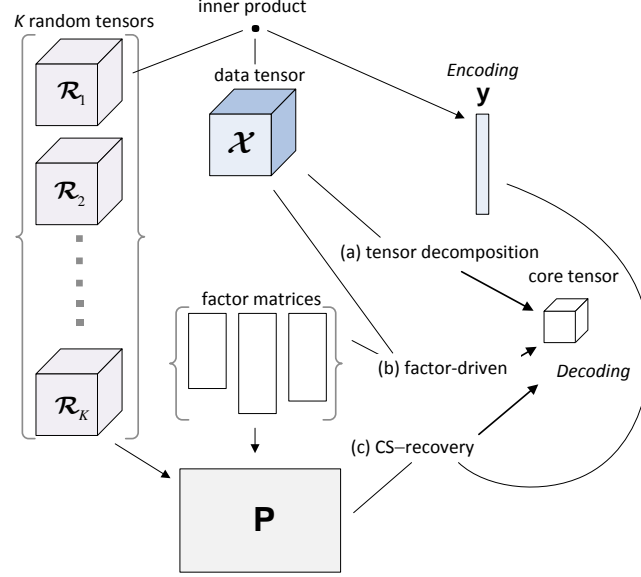 inner product
K random tensors
data tensor
Encoding
y
𝓡₁
𝓧
𝓡₂
(a) tensor decomposition
core tensor
factor matrices
(b) factor-driven
Decoding
𝓡K
(c) CS–recovery
P